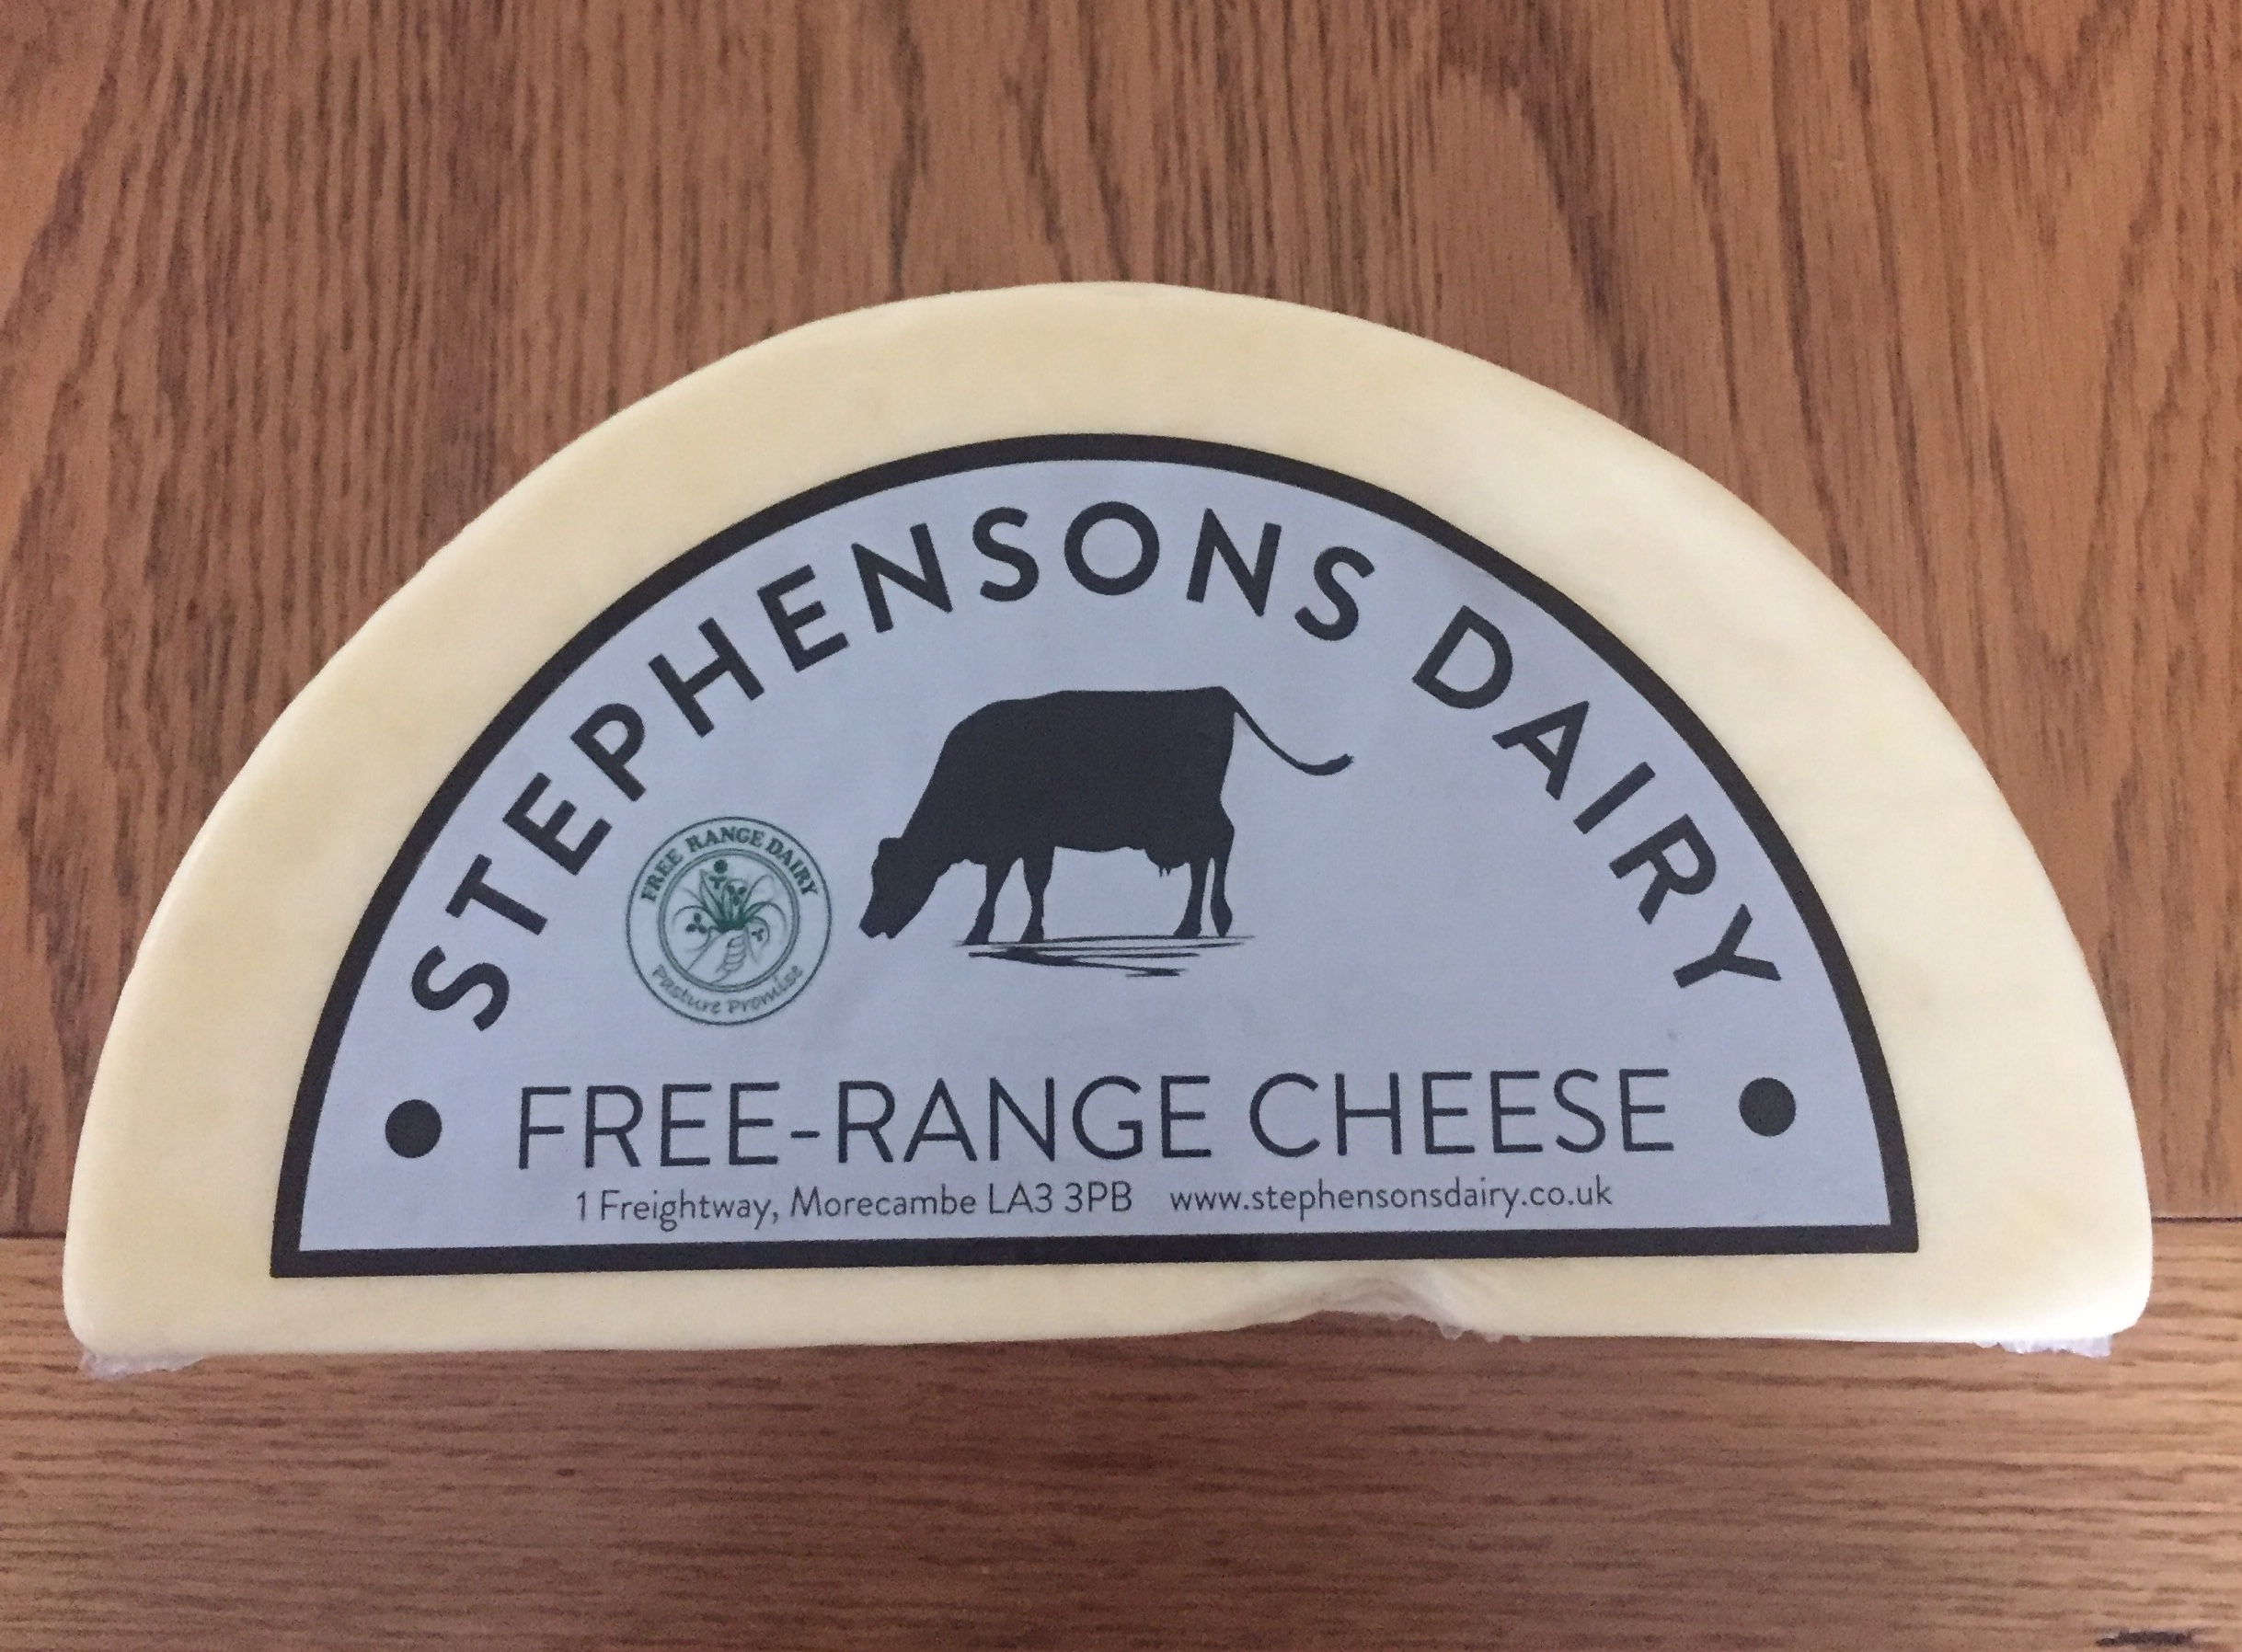 STEPHENSONS DAIRY
FREE RANGE DAIRY
Pasture Promise
• FREE-RANGE CHEESE •
1 Freightway, Morecambe LA3 3PB www.stephensonsdairy.co.uk